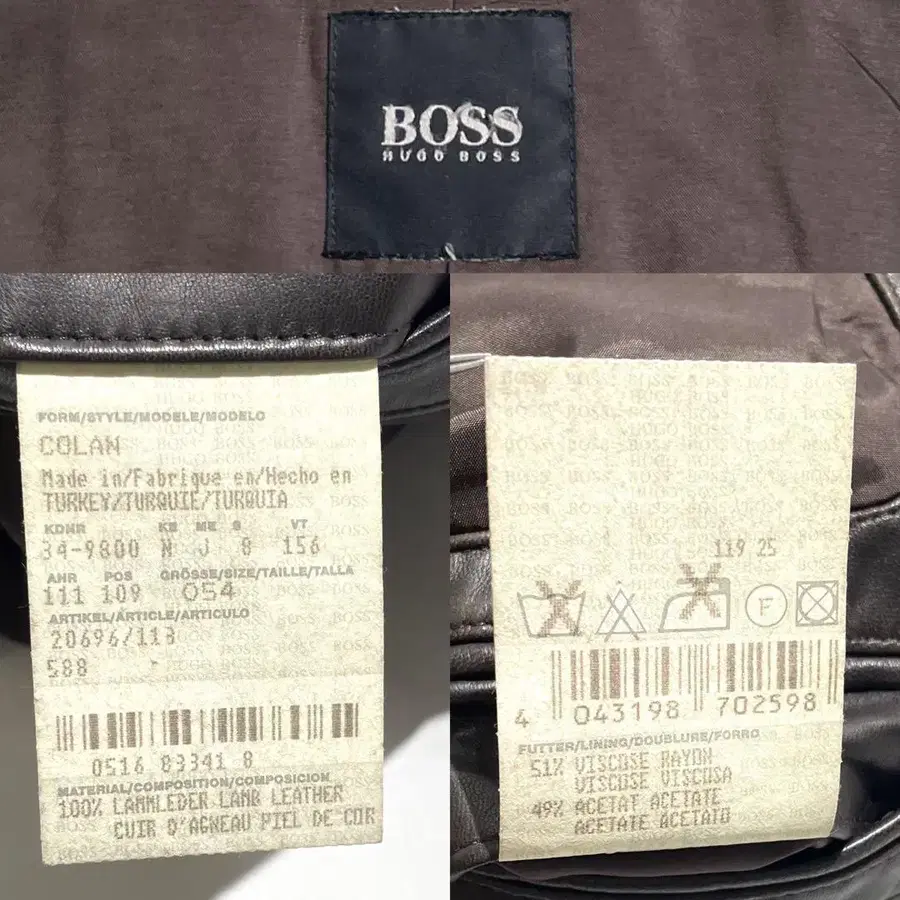 BOSS
HUGO BOSS
FORM/STYLE/MODELE/MODELO
COLAN
Made in/Fabrique en/Hecho en
TURKEY/TURQUIE/TURQUIA
KDNR KE ME S VT
34-9800 N J 8 156
AHR POS GRÖSSE/SIZE/TAILLE/TALLA
111 109 054
ARTIKEL/ARTICLE/ARTICULO
20696/113
588
0516 83341 8
MATERIAL/COMPOSITION/COMPOSICION
100% LAMMLEDER LAMB LEATHER
CUIR D'AGNEAU PIEL DE COR
119 25
F
4 043198 702598
FUTTER/LINING/DOUBLURE/FORRO
51% VISCOSE RAYON
VISCOSE VISCOSA
49% ACETAT ACETATE
ACETATE ACETATO